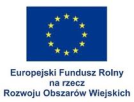 Europejski Fundusz Rolny
na rzecz
Rozwoju Obszarów Wiejskich